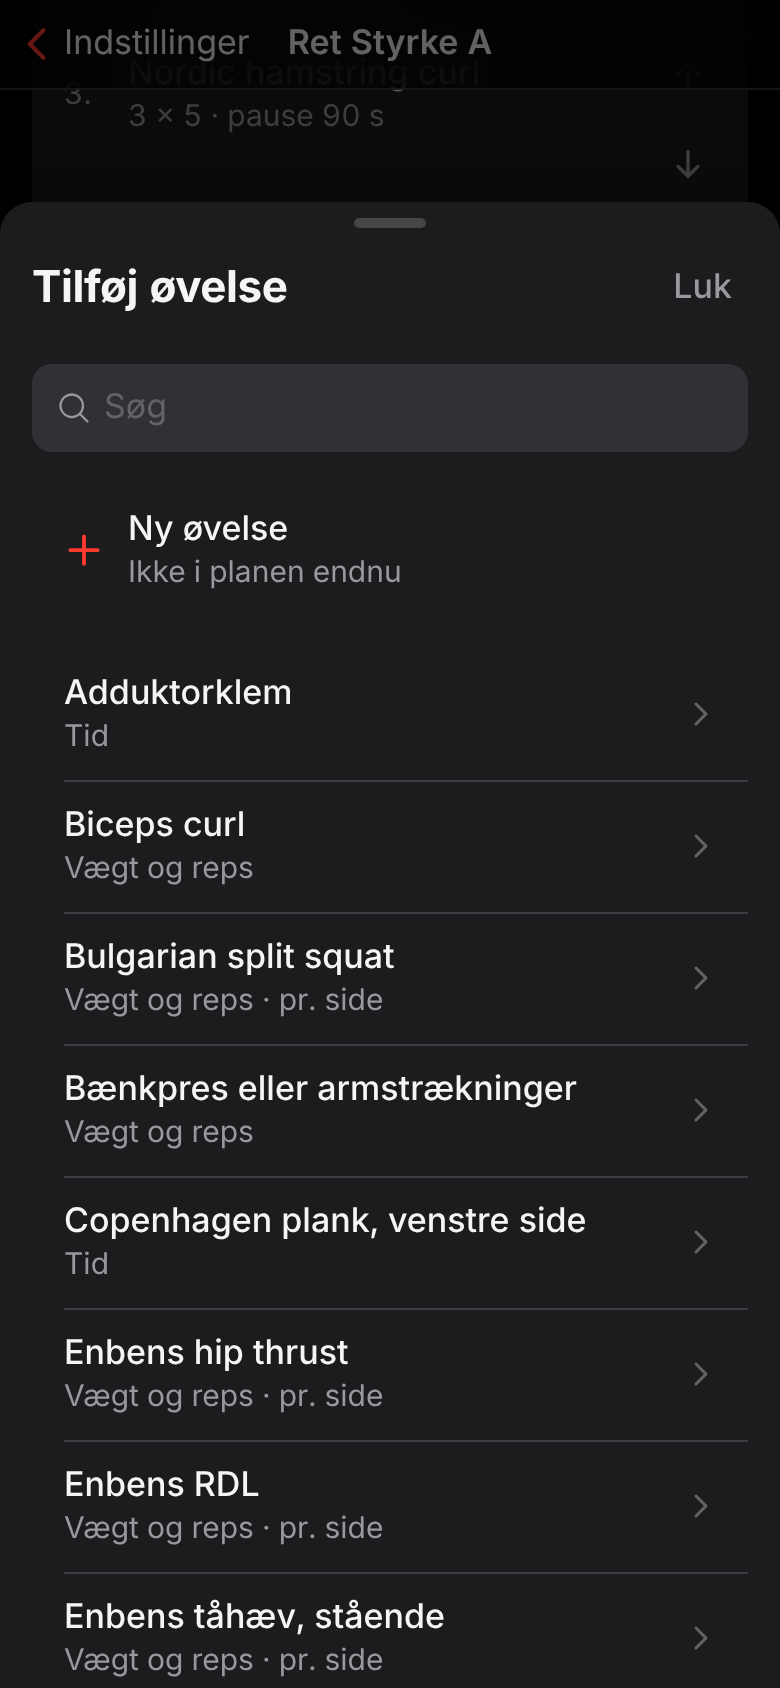 Indstillinger
Ret Styrke A
Nordic hamstring curl
3.
3 × 5 · pause 90 s
Tilføj øvelse
Luk
Søg
Ny øvelse
Ikke i planen endnu
Adduktorklem
Tid
Biceps curl
Vægt og reps
Bulgarian split squat
Vægt og reps · pr. side
Bænkpres eller armstrækninger
Vægt og reps
Copenhagen plank, venstre side
Tid
Enbens hip thrust
Vægt og reps · pr. side
Enbens RDL
Vægt og reps · pr. side
Enbens tåhæv, stående
Vægt og reps · pr. side